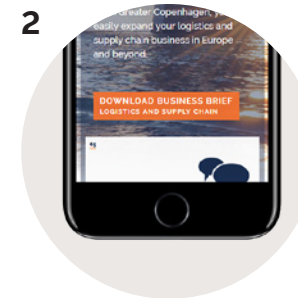 2
Greater Copenhagen,
easily expand your logistics and
supply chain business in Europe
and beyond.
DOWNLOAD BUSINESS BRIEF
LOGISTICS AND SUPPLY CHAIN